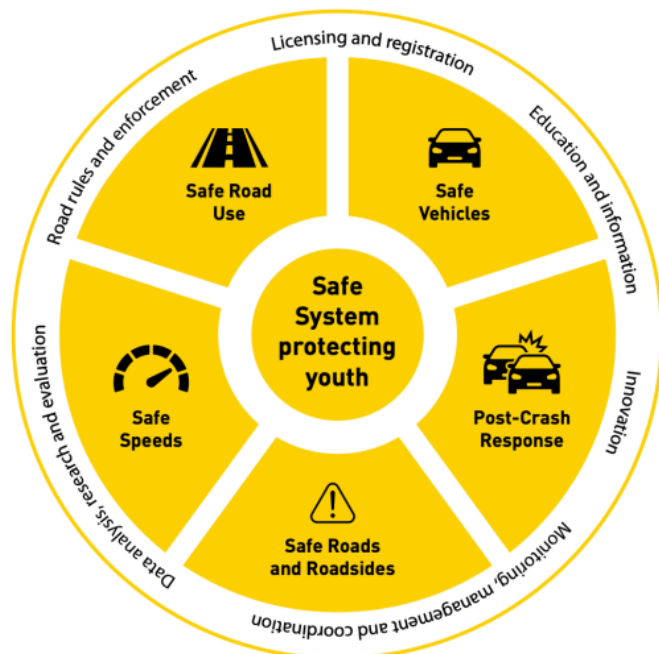 Licensing and registration
Education and information
Innovation
Monitoring, management and coordination
Data analysis, research and evaluation
Road rules and enforcement
Safe Road
Use
Safe
Vehicles
Post-Crash
Response
Safe Roads
and Roadsides
Safe
Speeds
Safe
System
protecting
youth